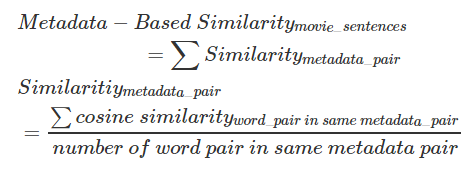 Metadata − Based Similarity_movie_sentences
= ∑ Similarity_metadata_pair
Similaritiy_metadata_pair
= ∑ cosine similarity_word_pair in same metadata_pair
number of word pair in same metadata pair